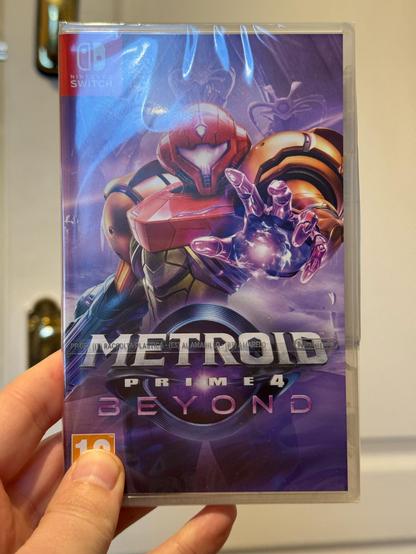 NINTENDO
SWITCH
METROID
PRIME 4
BEYOND